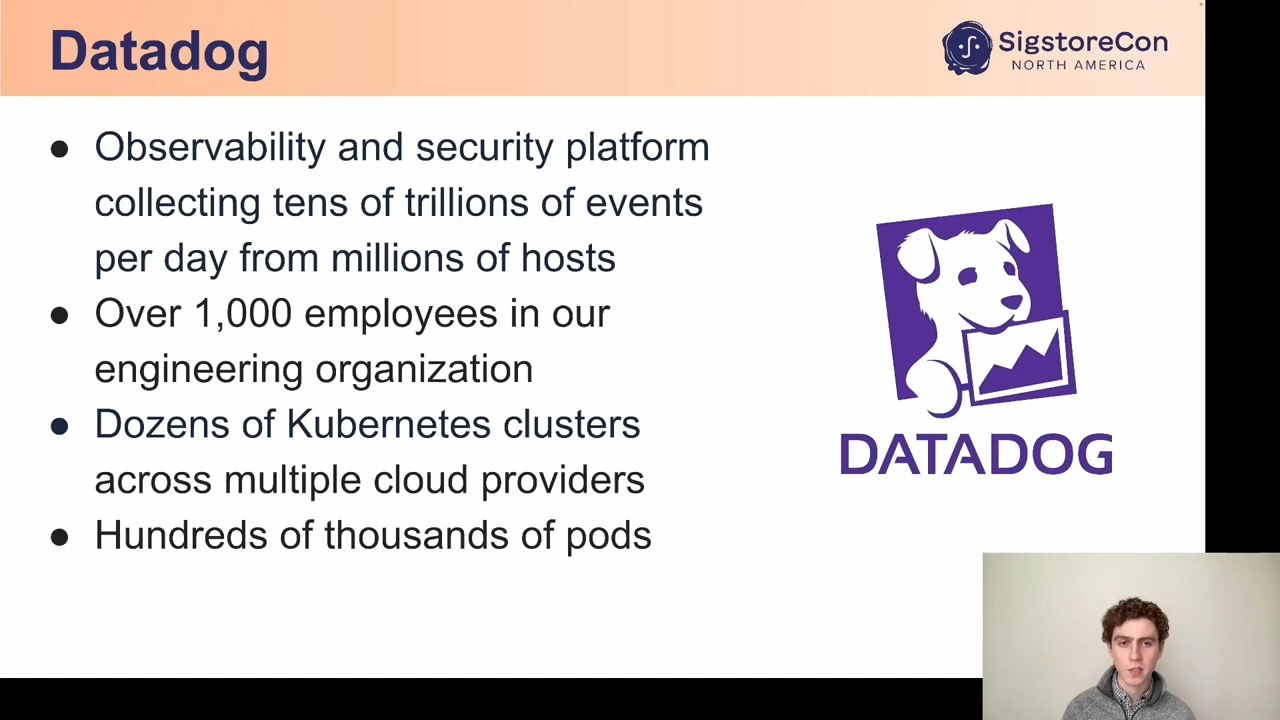 Datadog
SigstoreCon
NORTH AMERICA
● Observability and security platform
collecting tens of trillions of events
per day from millions of hosts
● Over 1,000 employees in our
engineering organization
● Dozens of Kubernetes clusters
across multiple cloud providers
● Hundreds of thousands of pods
DATADOG